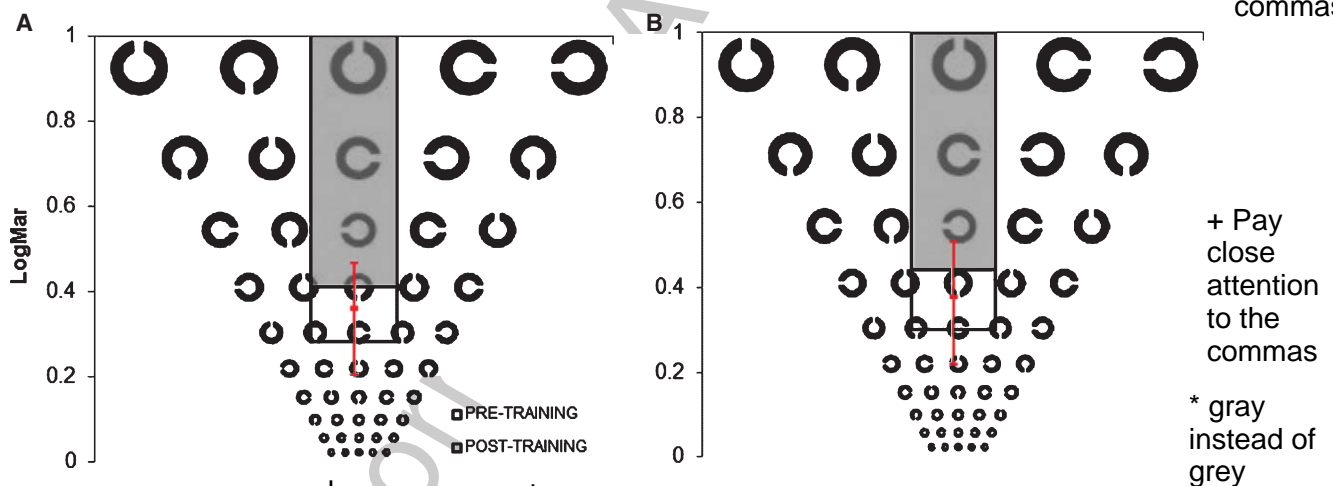 commas
A
B
1
0.8
0.6
0.4
0.2
0
LogMar
PRE-TRAINING
POST-TRAINING
1
0.8
0.6
0.4
0.2
0
+ Pay
close
attention
to the
commas
* gray
instead of
grey